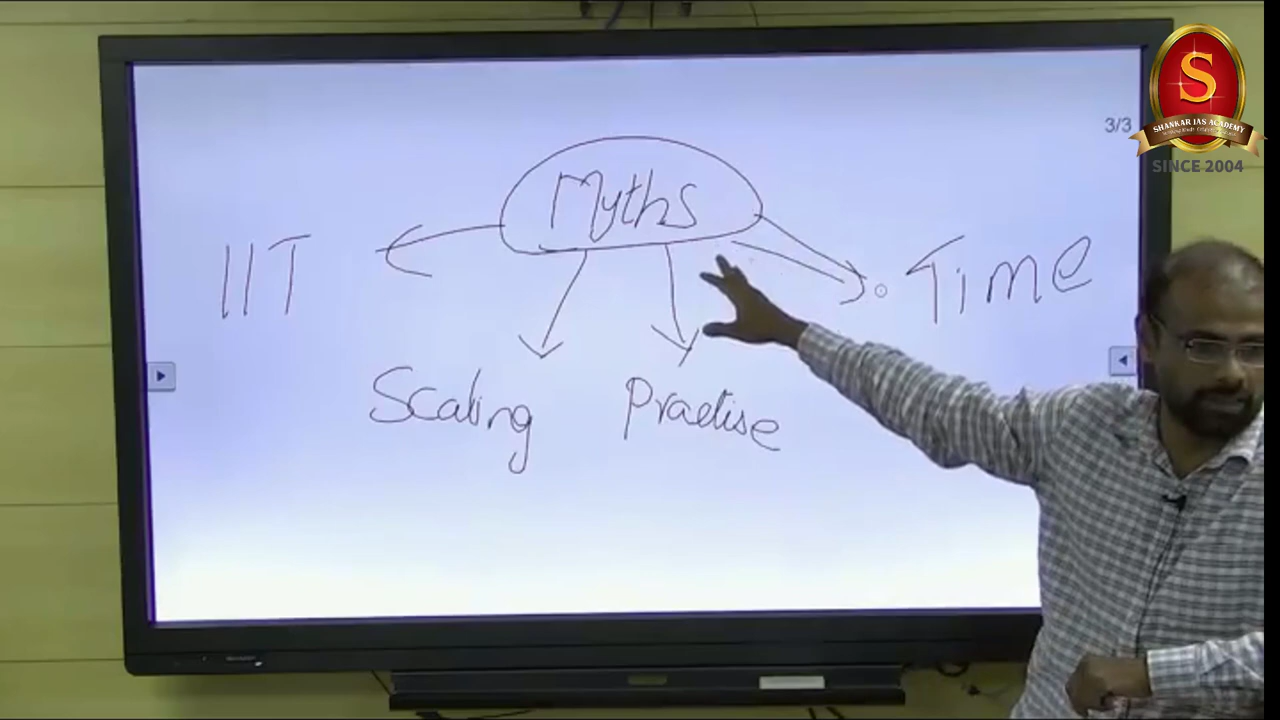 3/3
SHANKAR IAS ACADEMY
SINCE 2004
Myths
IIT
Time
Scaling
Practise